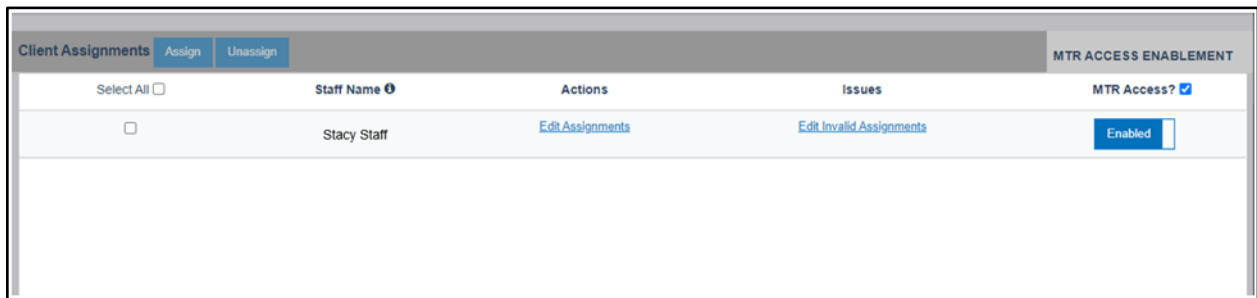 Client Assignments Assign Unassign MTR ACCESS ENABLEMENT
Select All Staff Name Actions Issues MTR Access?
Stacy Staff Edit Assignments Edit Invalid Assignments Enabled